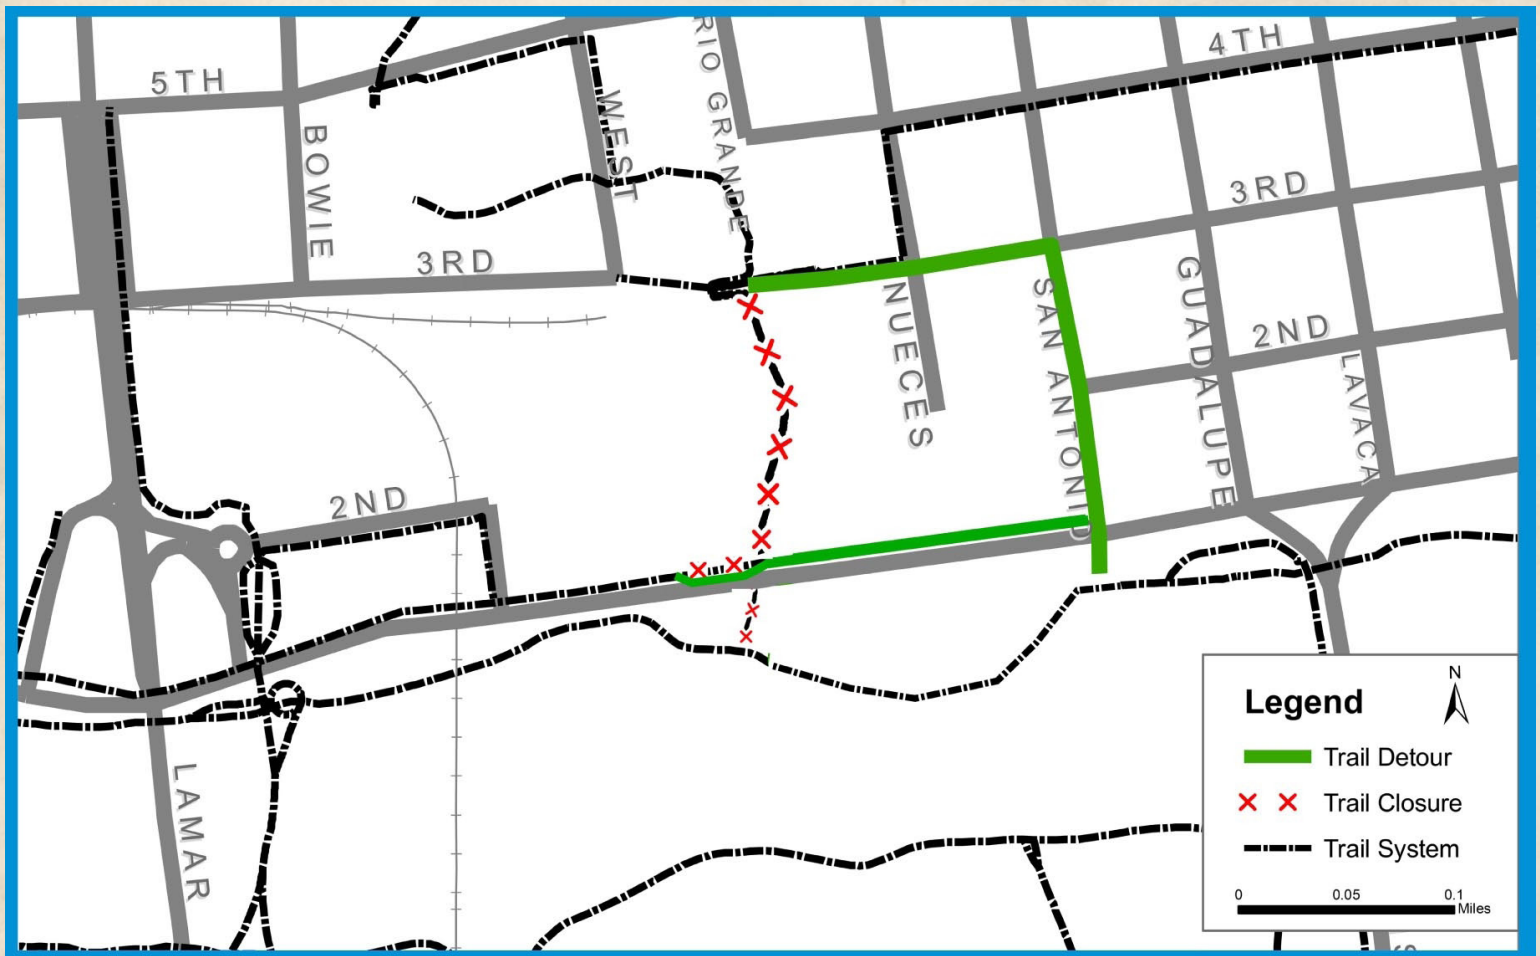 5TH
BOWIE
WEST
RIO GRANDE
4TH
3RD
3RD
NUECES
SAN ANTONIO
GUADALUPE
2ND
LAVACA
2ND
LAMAR
N
Legend
Trail Detour
Trail Closure
Trail System
0 0.05 0.1
Miles